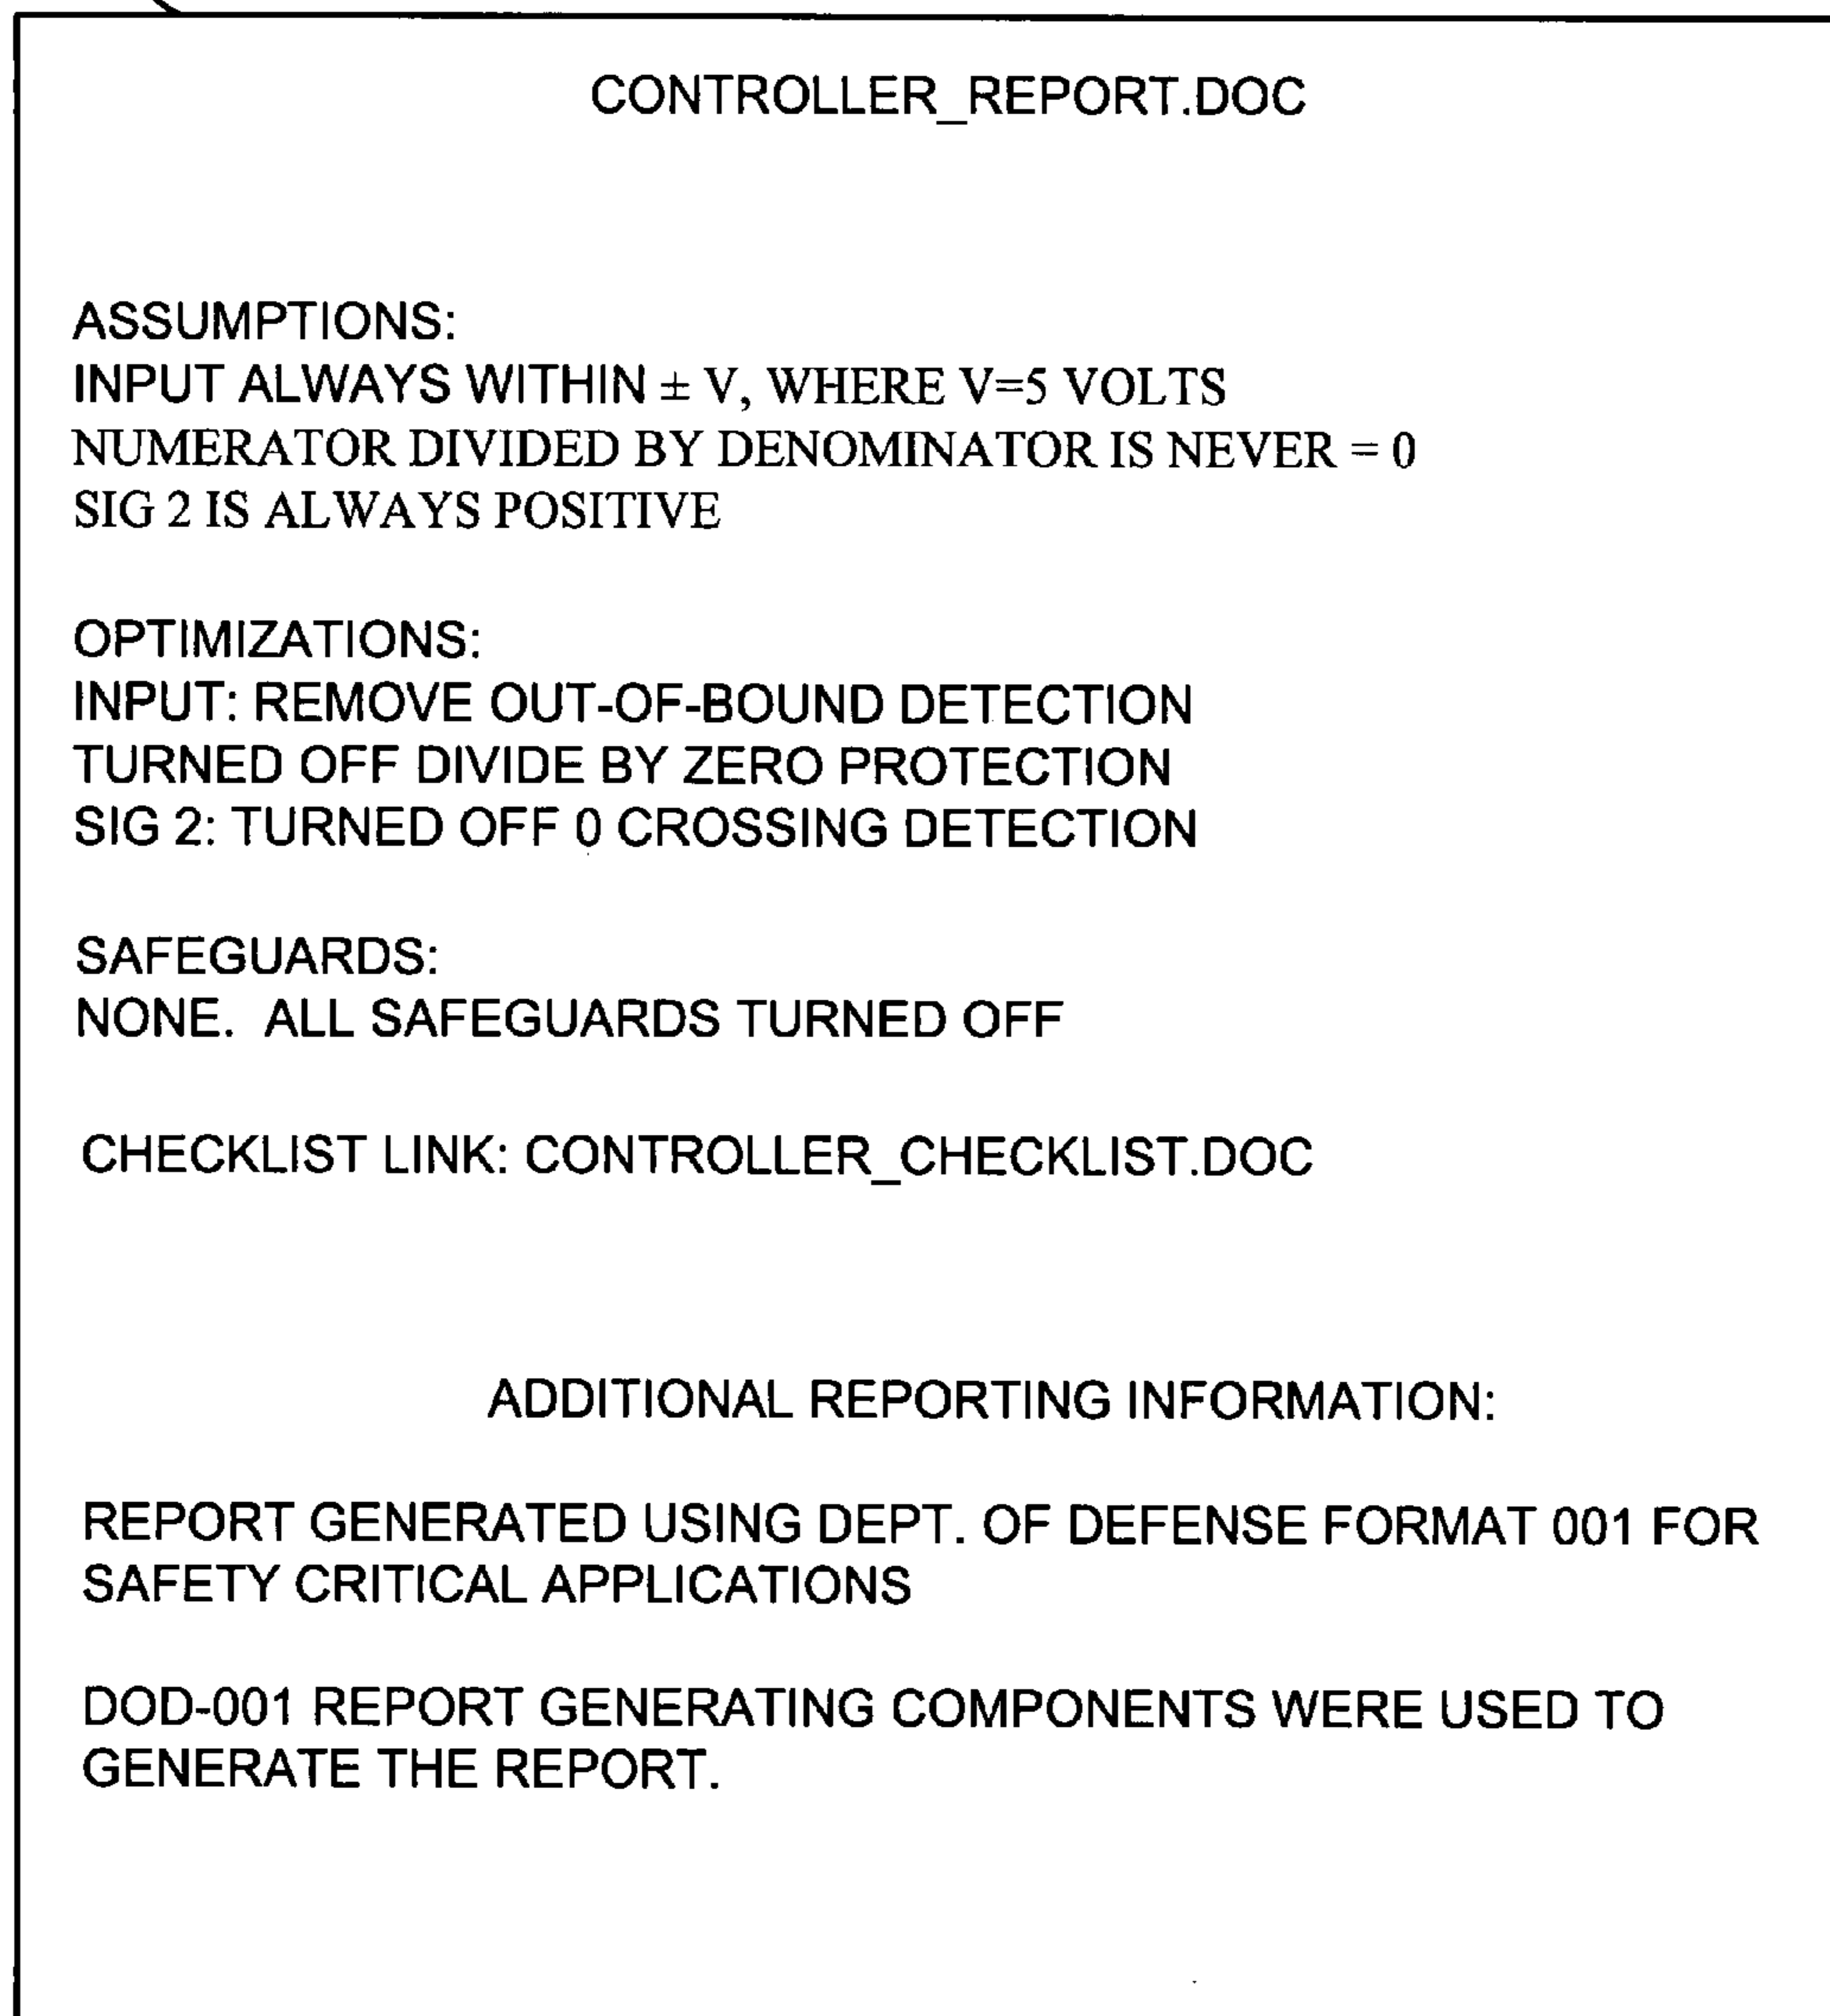 CONTROLLER_REPORT.DOC
ASSUMPTIONS:
INPUT ALWAYS WITHIN ± V, WHERE V=5 VOLTS
NUMERATOR DIVIDED BY DENOMINATOR IS NEVER = 0
SIG 2 IS ALWAYS POSITIVE
OPTIMIZATIONS:
INPUT: REMOVE OUT-OF-BOUND DETECTION
TURNED OFF DIVIDE BY ZERO PROTECTION
SIG 2: TURNED OFF 0 CROSSING DETECTION
SAFEGUARDS:
NONE. ALL SAFEGUARDS TURNED OFF
CHECKLIST LINK: CONTROLLER_CHECKLIST.DOC
ADDITIONAL REPORTING INFORMATION:
REPORT GENERATED USING DEPT. OF DEFENSE FORMAT 001 FOR
SAFETY CRITICAL APPLICATIONS
DOD-001 REPORT GENERATING COMPONENTS WERE USED TO
GENERATE THE REPORT.